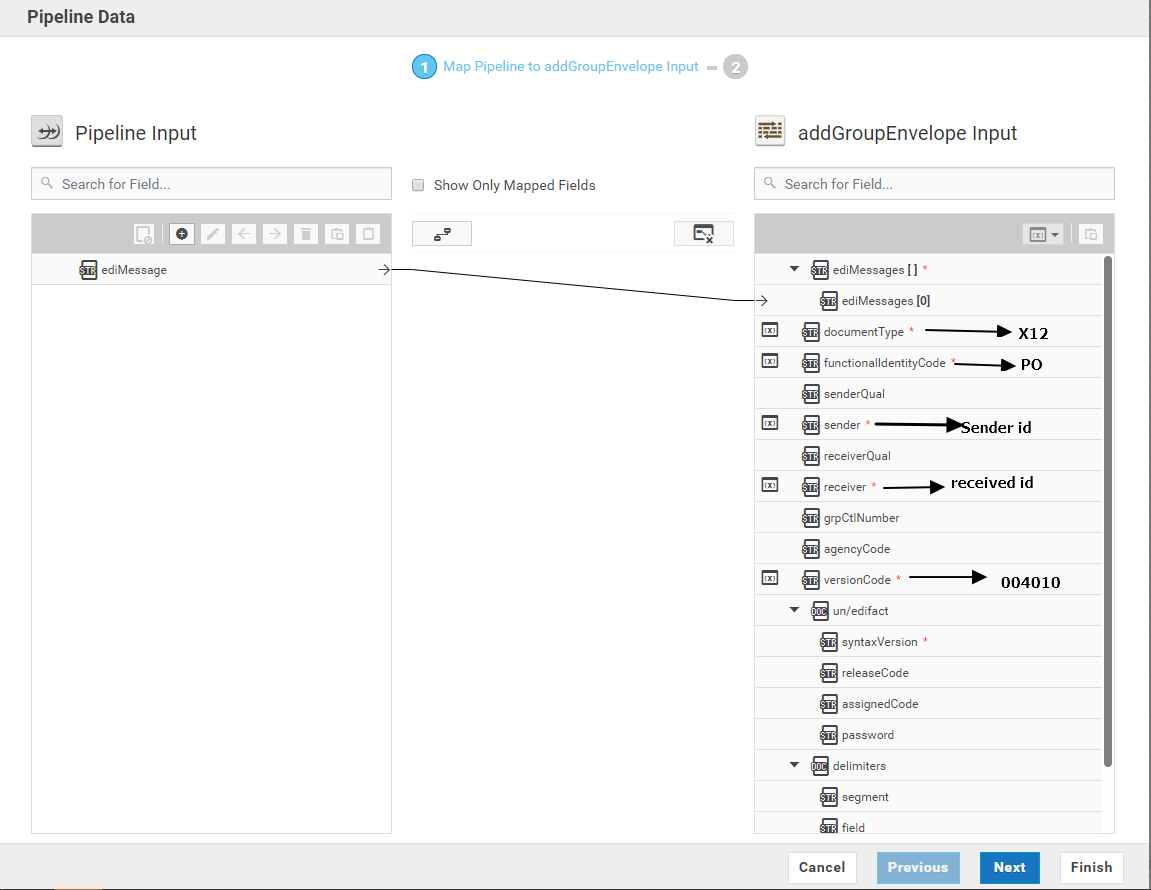 Pipeline Data
1 Map Pipeline to addGroupEnvelope Input 2
Pipeline Input
addGroupEnvelope Input
Search for Field...
Show Only Mapped Fields
Search for Field...
(x)
STR ediMessage
STR ediMessages [ ] *
STR ediMessages [0]
(x) STR documentType * X12
(x) STR functionalIdentityCode * PO
STR senderQual
(x) STR sender * Sender id
STR receiverQual
(x) STR receiver * received id
STR grpCtlNumber
STR agencyCode
(x) STR versionCode * 004010
DOC un/edifact
STR syntaxVersion *
STR releaseCode
STR assignedCode
STR password
DOC delimiters
STR segment
STR field
Cancel Previous Next Finish